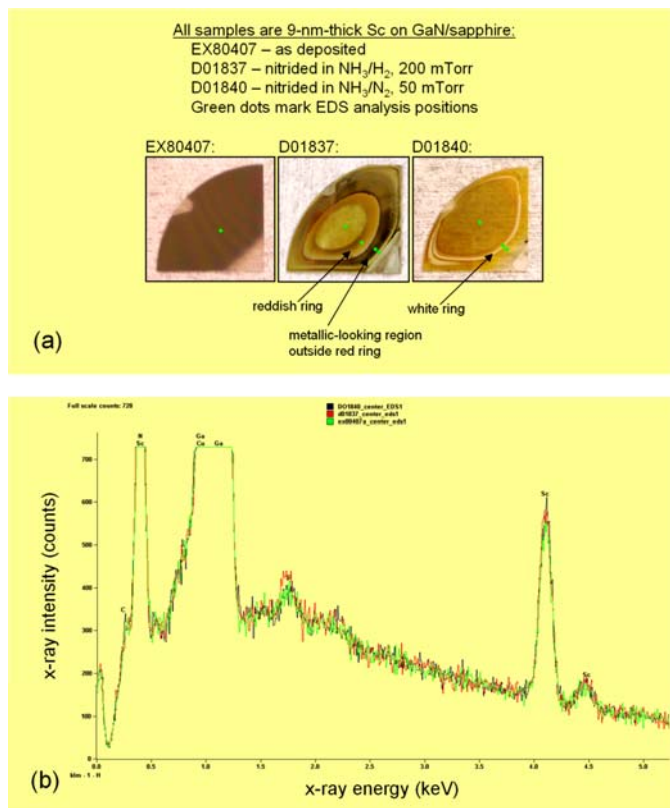 All samples are 9-nm-thick Sc on GaN/sapphire:
EX80407 – as deposited
D01837 – nitrided in NH3/H2, 200 mTorr
D01840 – nitrided in NH3/N2, 50 mTorr
Green dots mark EDS analysis positions
EX80407: D01837: D01840:
reddish ring
white ring
metallic-looking region
outside red ring
(a)
Full scale counts: 728
DO1840_center_EDS1
d01837_center_eds1
ex80407a_center_eds1
N
Sc
Ga
Cu Ga
C
Sc
Sc
700
600
500
400
300
200
100
0
x-ray intensity (counts)
0.0 0.5 1.0 1.5 2.0 2.5 3.0 3.5 4.0 4.5 5.0
klm - 1 - H
x-ray energy (keV)
(b)